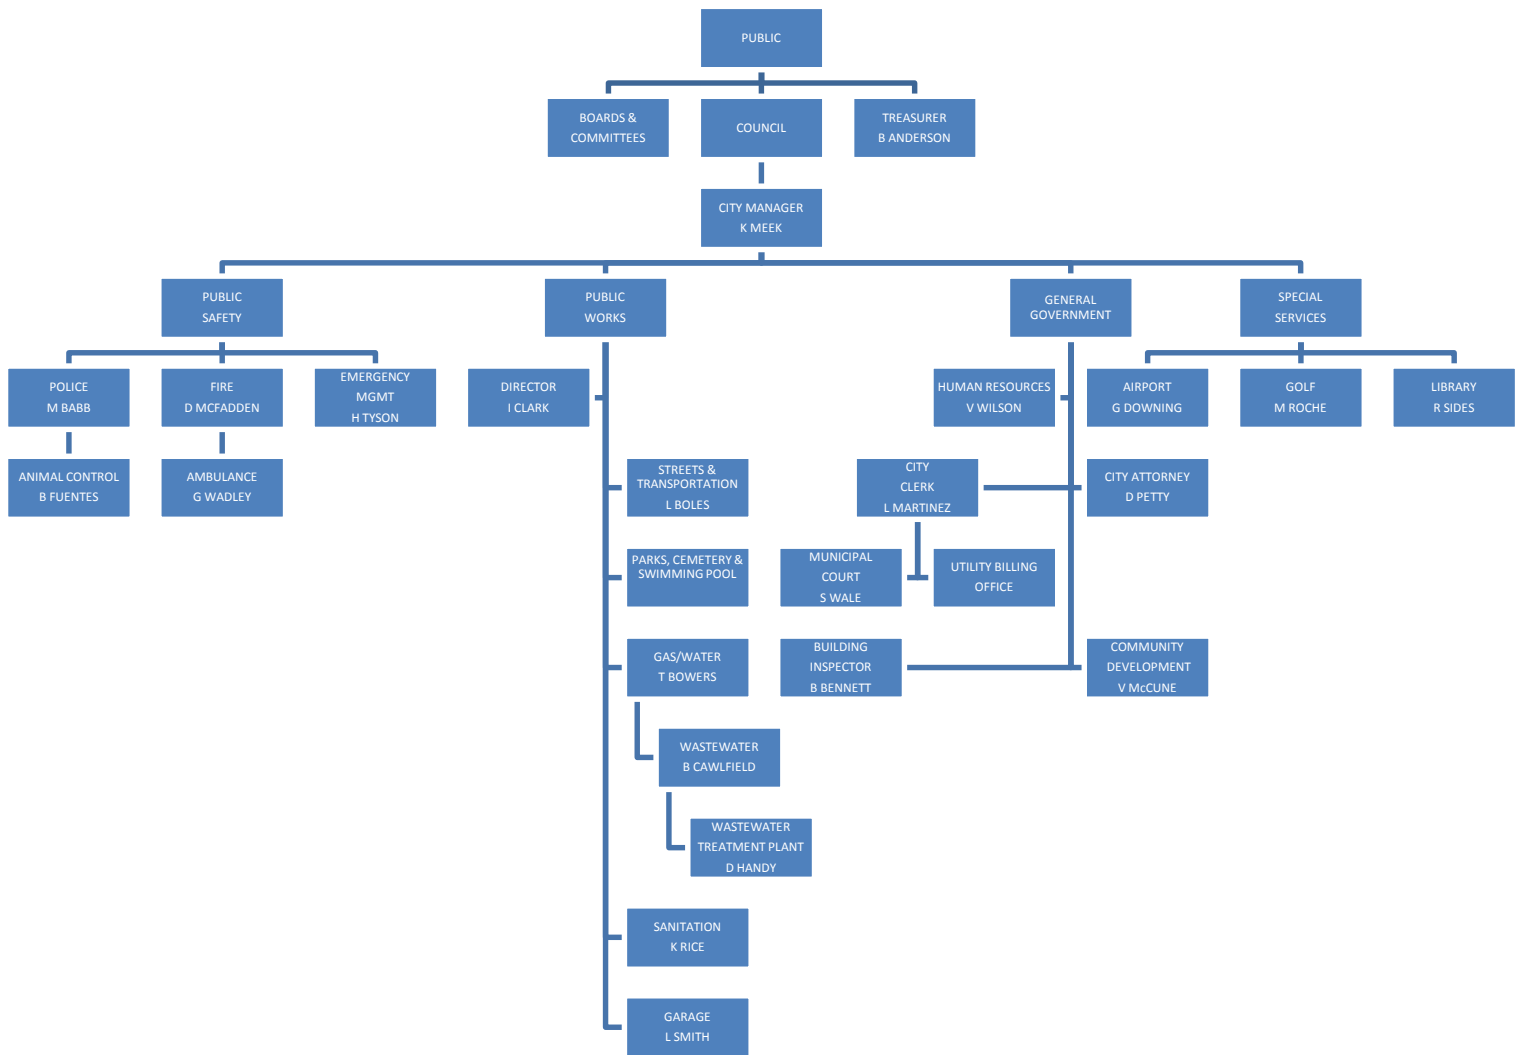 PUBLIC
BOARDS &
COMMITTEES
COUNCIL
TREASURER
B ANDERSON
CITY MANAGER
K MEEK
PUBLIC
SAFETY
PUBLIC
WORKS
GENERAL
GOVERNMENT
SPECIAL
SERVICES
POLICE
M BABB
FIRE
D MCFADDEN
EMERGENCY
MGMT
H TYSON
DIRECTOR
I CLARK
HUMAN RESOURCES
V WILSON
AIRPORT
G DOWNING
GOLF
M ROCHE
LIBRARY
R SIDES
ANIMAL CONTROL
B FUENTES
AMBULANCE
G WADLEY
STREETS &
TRANSPORTATION
L BOLES
CITY
CLERK
L MARTINEZ
CITY ATTORNEY
D PETTY
PARKS, CEMETERY &
SWIMMING POOL
MUNICIPAL
COURT
S WALE
UTILITY BILLING
OFFICE
GAS/WATER
T BOWERS
BUILDING
INSPECTOR
B BENNETT
COMMUNITY
DEVELOPMENT
V McCUNE
WASTEWATER
B CAWLFIELD
WASTEWATER
TREATMENT PLANT
D HANDY
SANITATION
K RICE
GARAGE
L SMITH